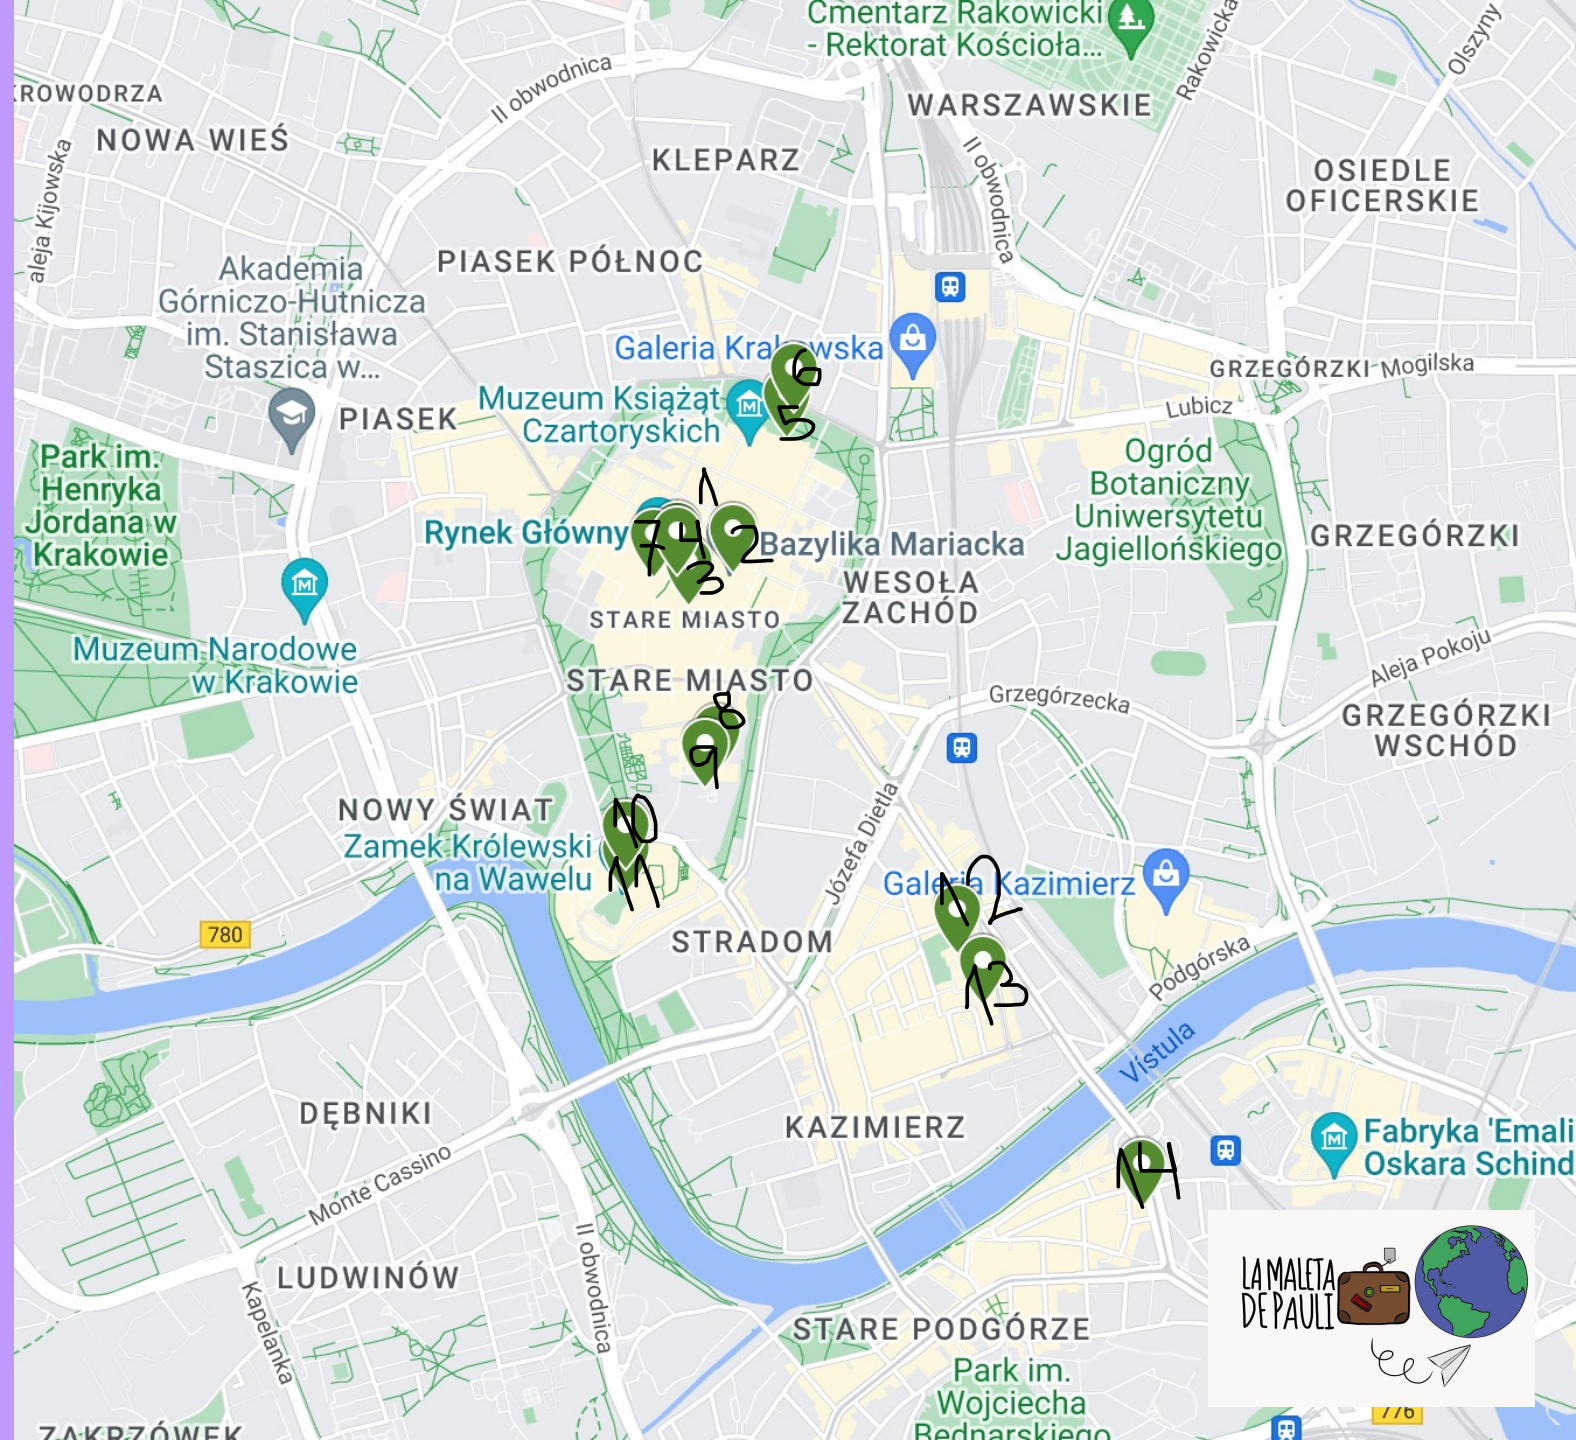 Cmentarz Rakowicki
- Rektorat Kościoła...
Rakowicka
Olszyny
KROWODRZA
II obwodnica
WARSZAWSKIE
NOWA WIEŚ
aleja Kijowska
KLEPARZ
II obwodnica
OSIEDLE
OFICERSKIE
PIASEK PÓŁNOC
Akademia
Górniczo-Hutnicza
im. Stanisława
Staszica w...
Galeria Krakowska
6
GRZEGÓRZKI
Mogilska
Muzeum Książąt
Czartoryskich
5
Lubicz
PIASEK
Park im.
Henryka
Jordana w
Krakowie
Ogród
Botaniczny
Uniwersytetu
Jagiellońskiego
1
Rynek Główny
7
4
2
3
Bazylika Mariacka
GRZEGÓRZKI
WESOŁA
ZACHÓD
STARE MIASTO
Muzeum Narodowe
w Krakowie
STARE MIASTO
Aleja Pokoju
Grzegórzecka
8
9
GRZEGÓRZKI
WSCHÓD
NOWY ŚWIAT
10
11
Zamek Królewski
na Wawelu
Józefa Dietla
12
Galeria Kazimierz
780
STRADOM
13
Podgórska
Vístula
DĘBNIKI
KAZIMIERZ
14
Fabryka 'Emali
Oskara Schind
Monte Cassino
II obwodnica
LUDWINÓW
Kapelanka
LA MALETA
DE PAULI
STARE PODGÓRZE
Park im.
Wojciecha
Bednarskiego
776
ZAKRZÓWEK